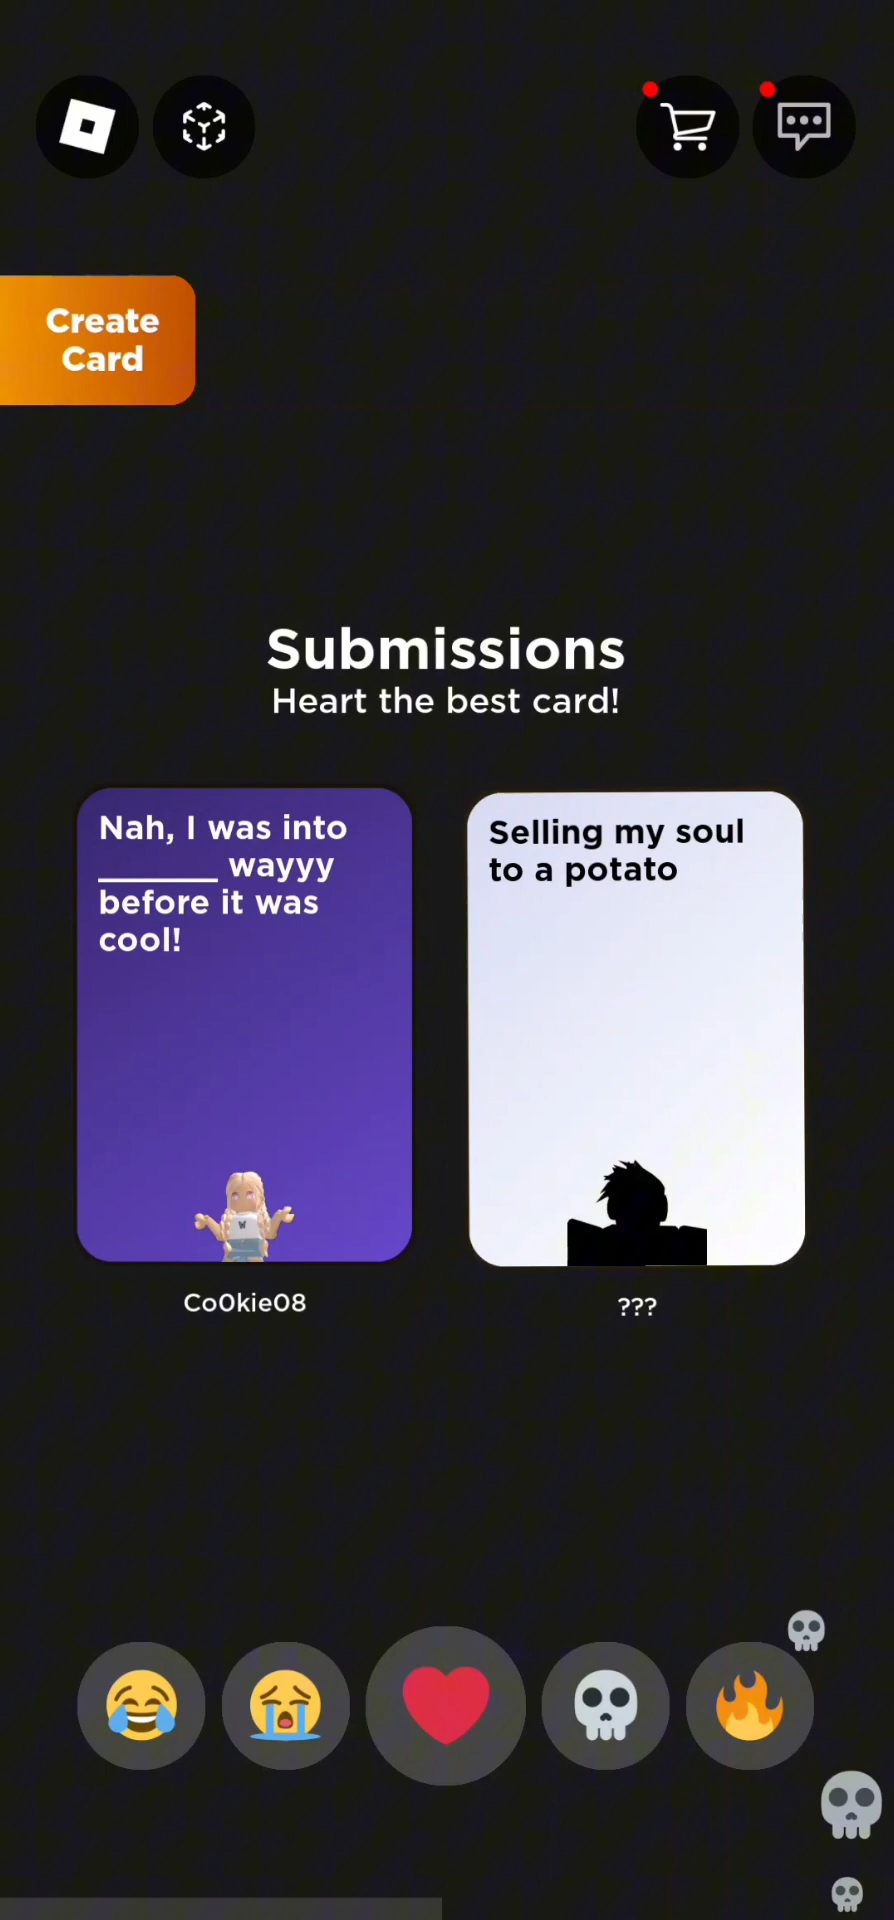 Create
Card
Submissions
Heart the best card!
Nah, I was into
_______ wayyy
before it was
cool!
Selling my soul
to a potato
W
Co0kie08
???